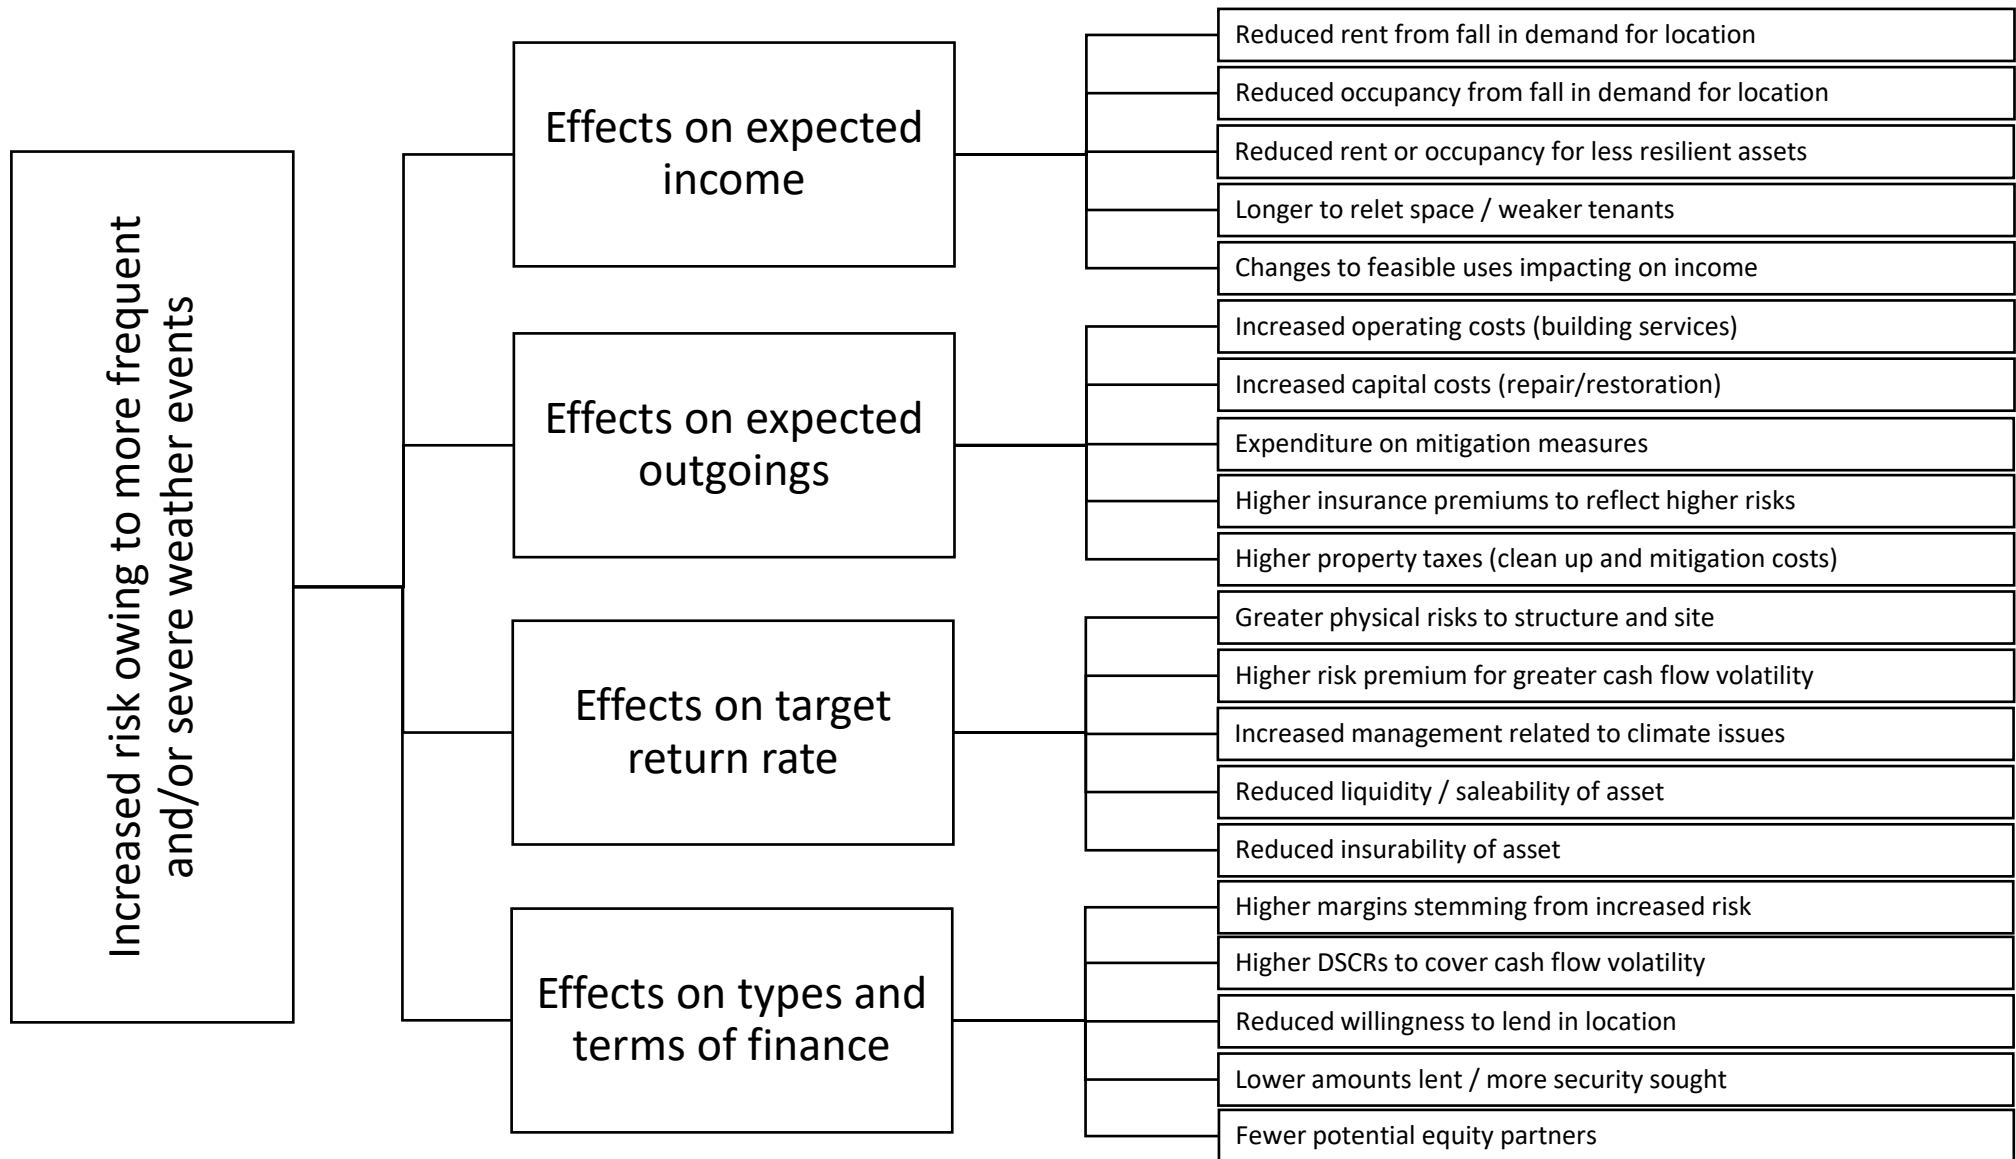 Increased risk owing to more frequent
and/or severe weather events
Effects on expected
income
Reduced rent from fall in demand for location
Reduced occupancy from fall in demand for location
Reduced rent or occupancy for less resilient assets
Longer to relet space / weaker tenants
Changes to feasible uses impacting on income
Effects on expected
outgoings
Increased operating costs (building services)
Increased capital costs (repair/restoration)
Expenditure on mitigation measures
Higher insurance premiums to reflect higher risks
Higher property taxes (clean up and mitigation costs)
Effects on target
return rate
Greater physical risks to structure and site
Higher risk premium for greater cash flow volatility
Increased management related to climate issues
Reduced liquidity / saleability of asset
Reduced insurability of asset
Effects on types and
terms of finance
Higher margins stemming from increased risk
Higher DSCRs to cover cash flow volatility
Reduced willingness to lend in location
Lower amounts lent / more security sought
Fewer potential equity partners